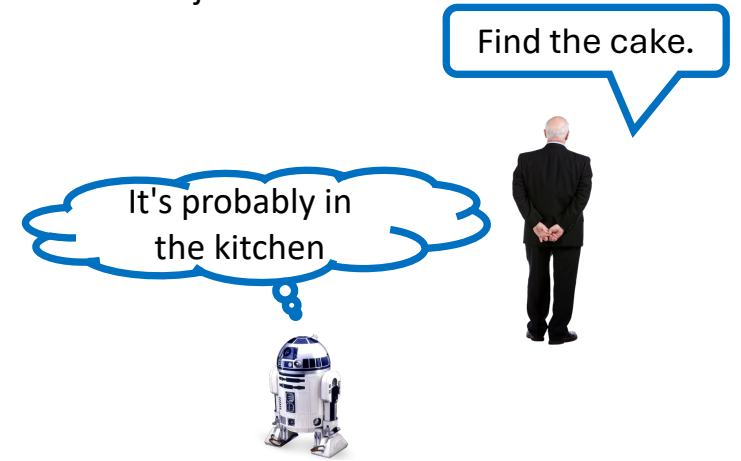 Find the cake.
It's probably in
the kitchen